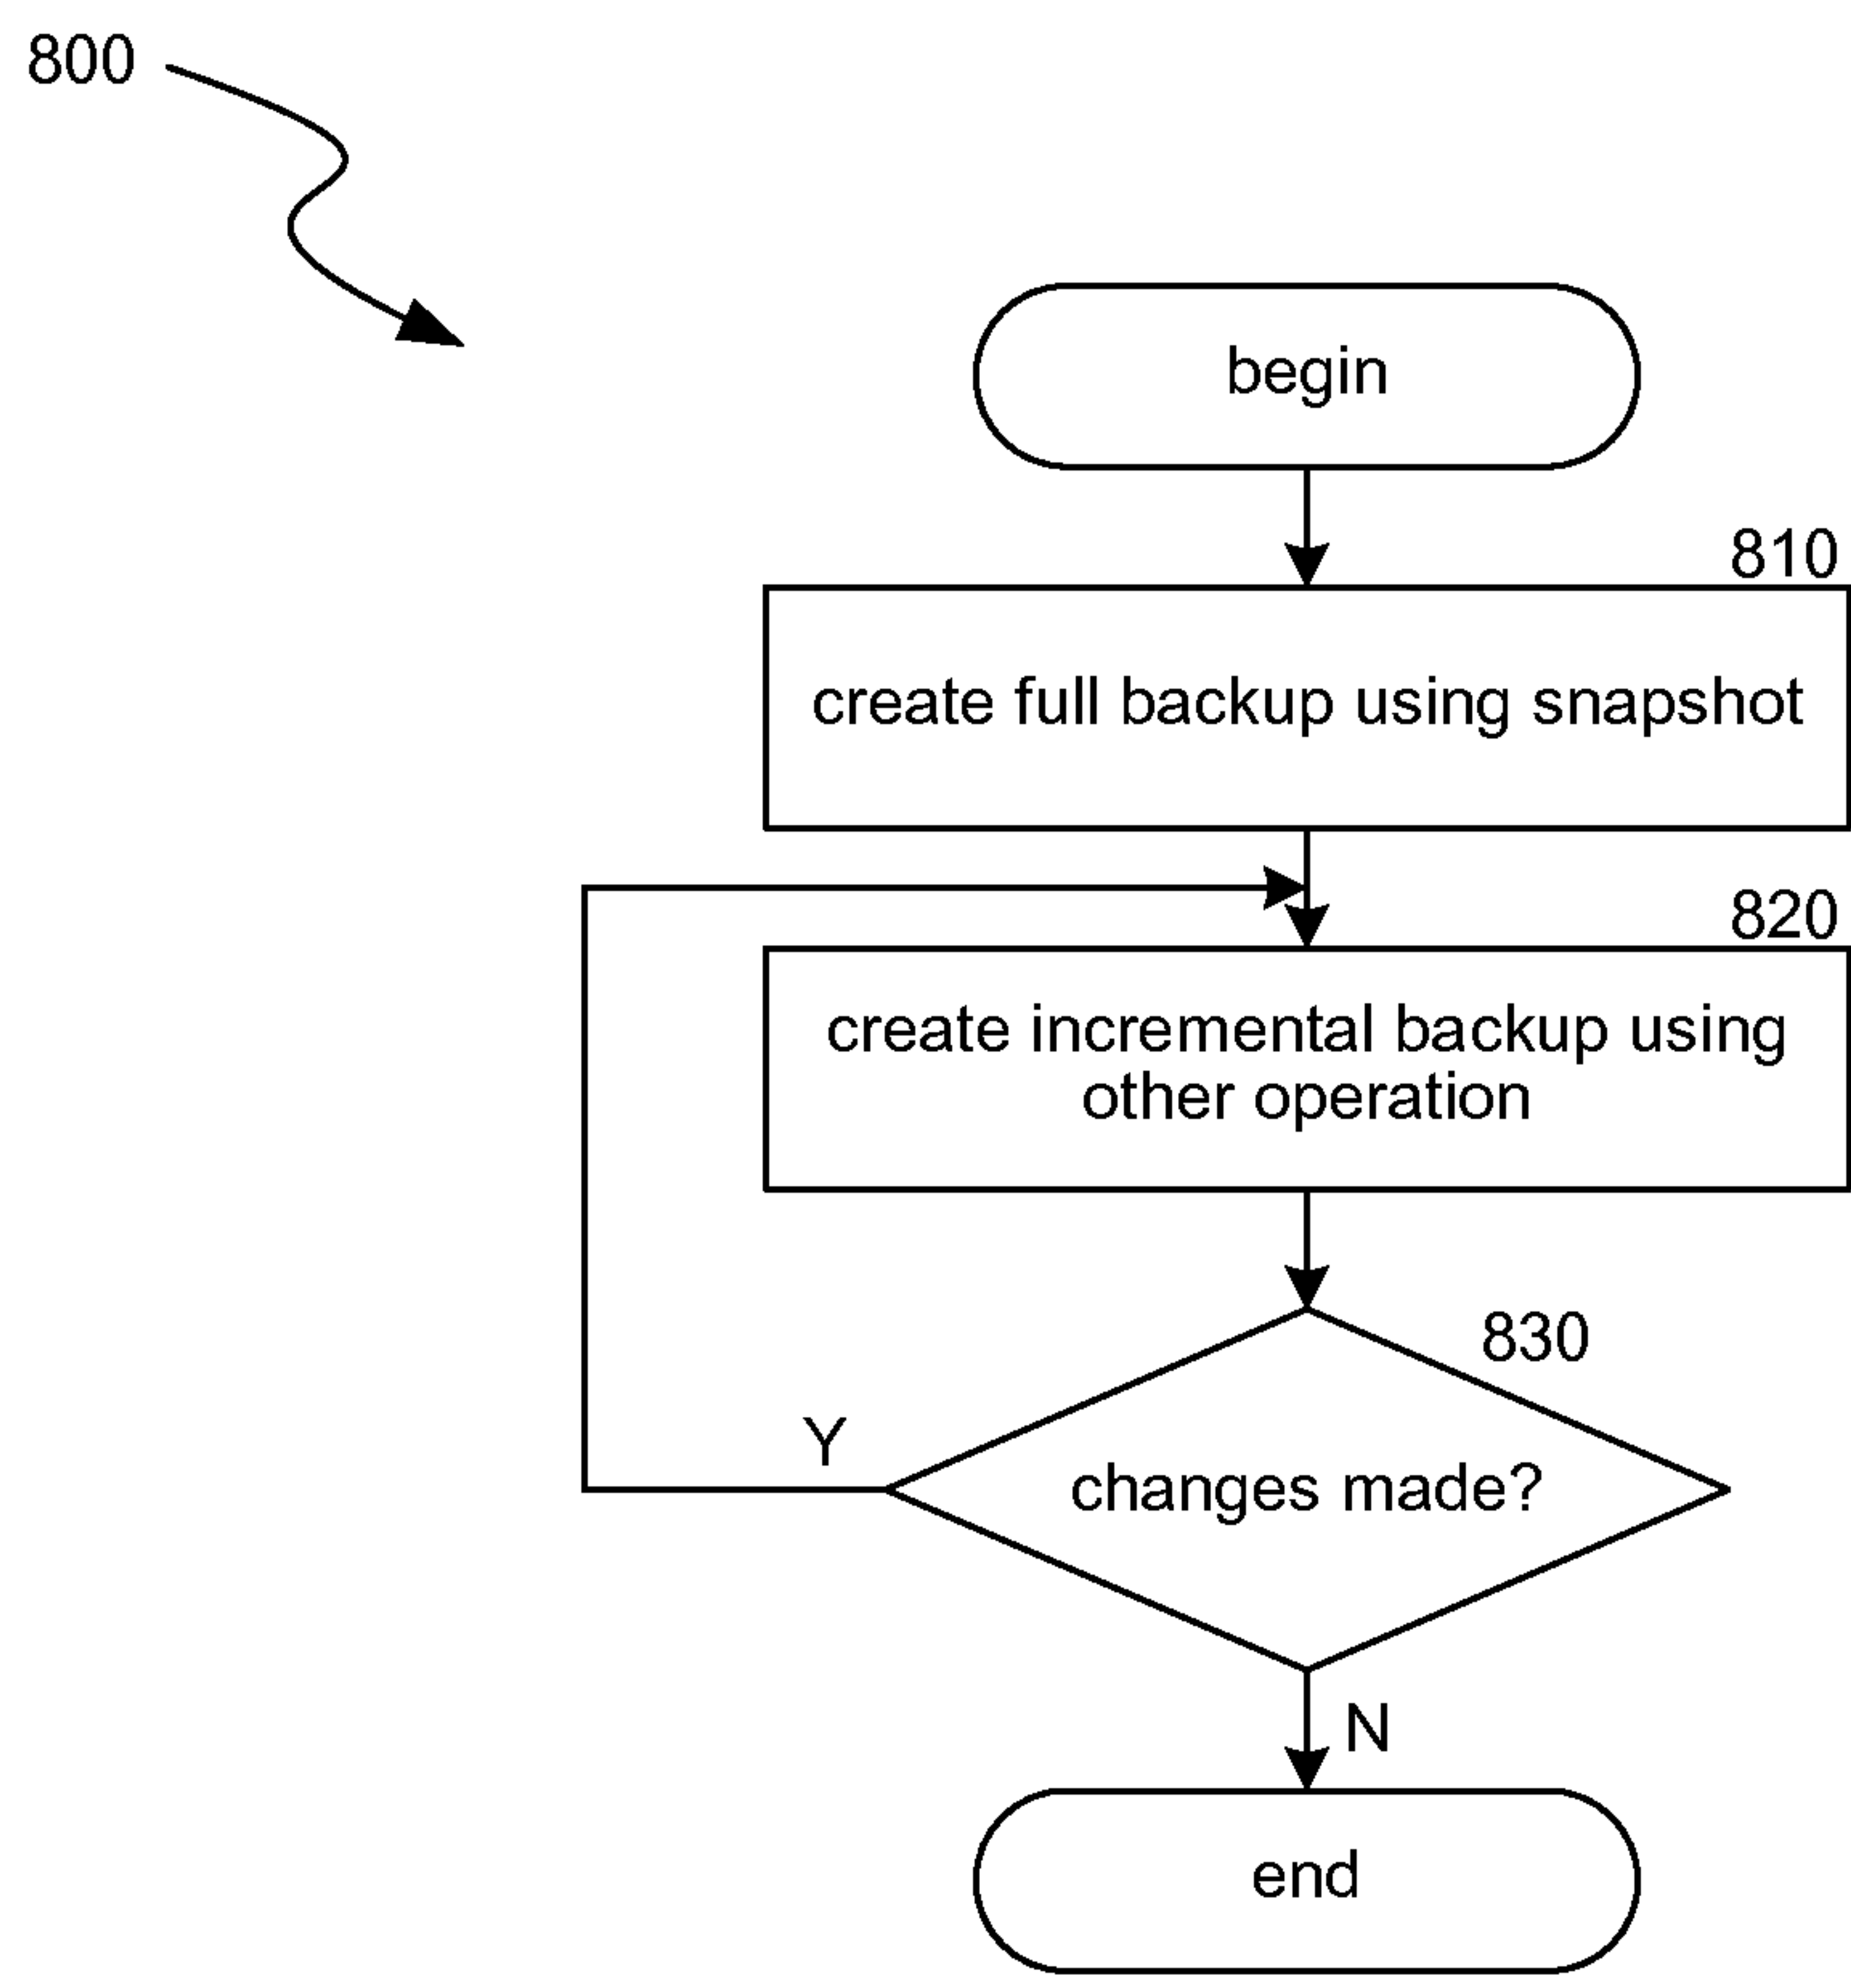 800
begin
810
create full backup using snapshot
820
create incremental backup using
other operation
830
Y
changes made?
N
end